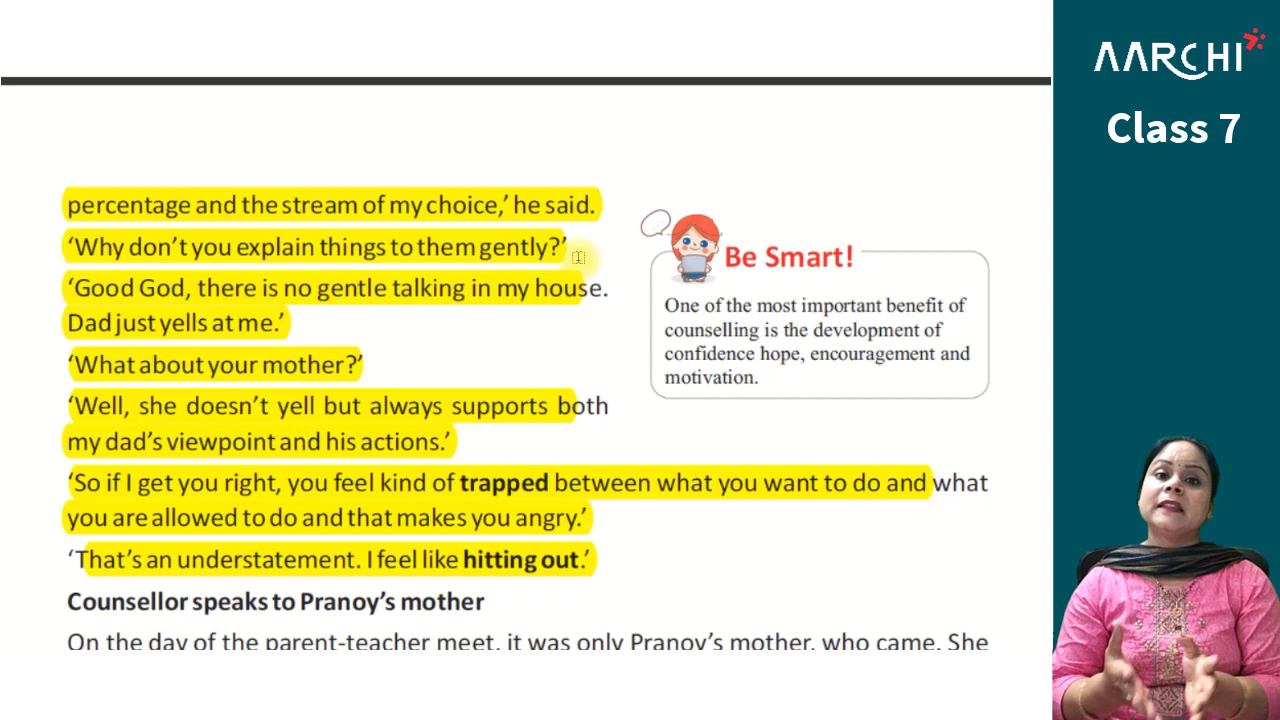 percentage and the stream of my choice,’ he said.
‘Why don’t you explain things to them gently?’
‘Good God, there is no gentle talking in my house.
Dad just yells at me.’
‘What about your mother?’
‘Well, she doesn’t yell but always supports both
my dad’s viewpoint and his actions.’
‘So if I get you right, you feel kind of trapped between what you want to do and what
you are allowed to do and that makes you angry.’
‘That’s an understatement. I feel like hitting out.’
Counsellor speaks to Pranoy’s mother
On the day of the parent-teacher meet, it was only Pranoy’s mother, who came. She
Be Smart!
One of the most important benefit of
counselling is the development of
confidence hope, encouragement and
motivation.
AARCHI
Class 7